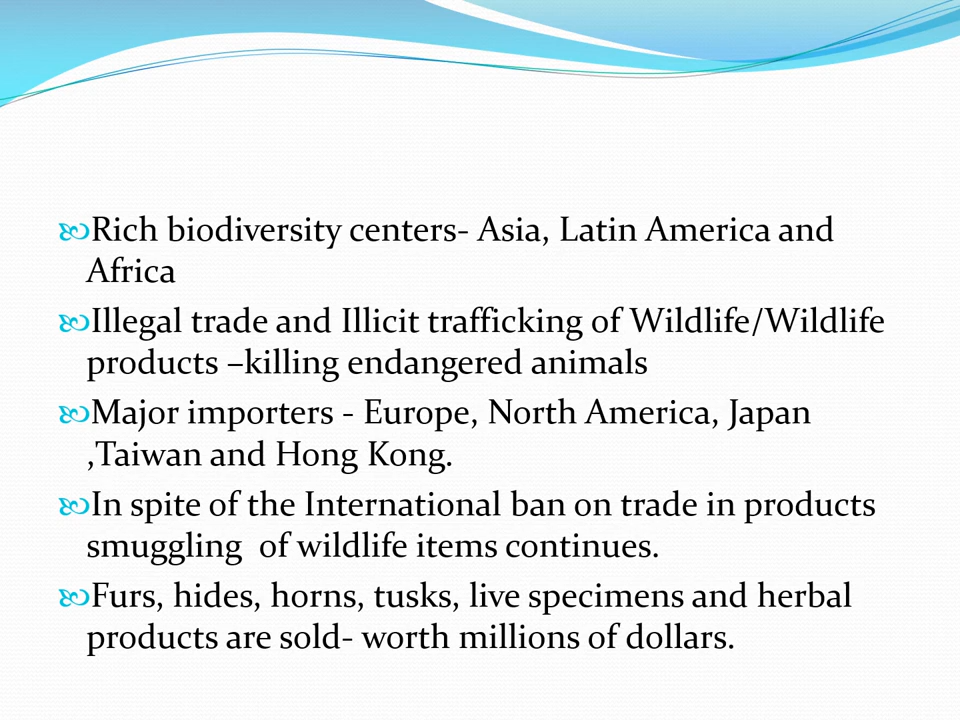 Rich biodiversity centers- Asia, Latin America and
Africa
Illegal trade and Illicit trafficking of Wildlife/Wildlife
products –killing endangered animals
Major importers - Europe, North America, Japan
,Taiwan and Hong Kong.
In spite of the International ban on trade in products
smuggling  of wildlife items continues.
Furs, hides, horns, tusks, live specimens and herbal
products are sold- worth millions of dollars.